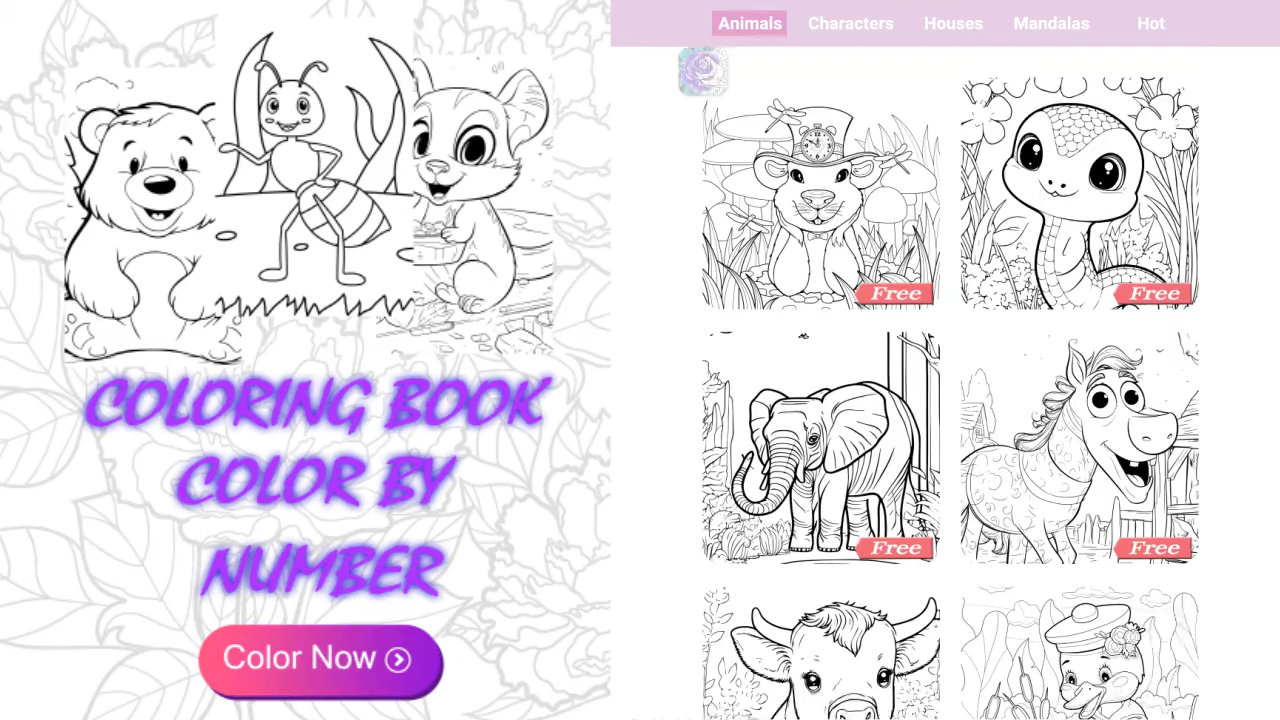 COLORING BOOK
COLOR BY
NUMBER
Color Now
Animals Characters Houses Mandalas Hot
Free
Free
Free
Free